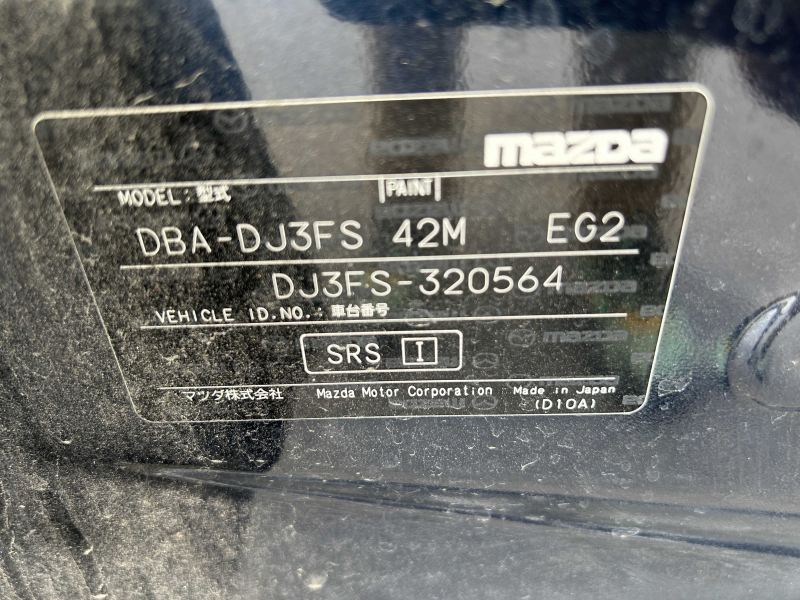 mazda
MODEL:型式 PAINT
DBA-DJ3FS 42M EG2
DJ3FS-320564
VEHICLE ID.NO.:車台番号
SRS I
マツダ株式会社 Mazda Motor Corporation Made in Japan
(D10A)